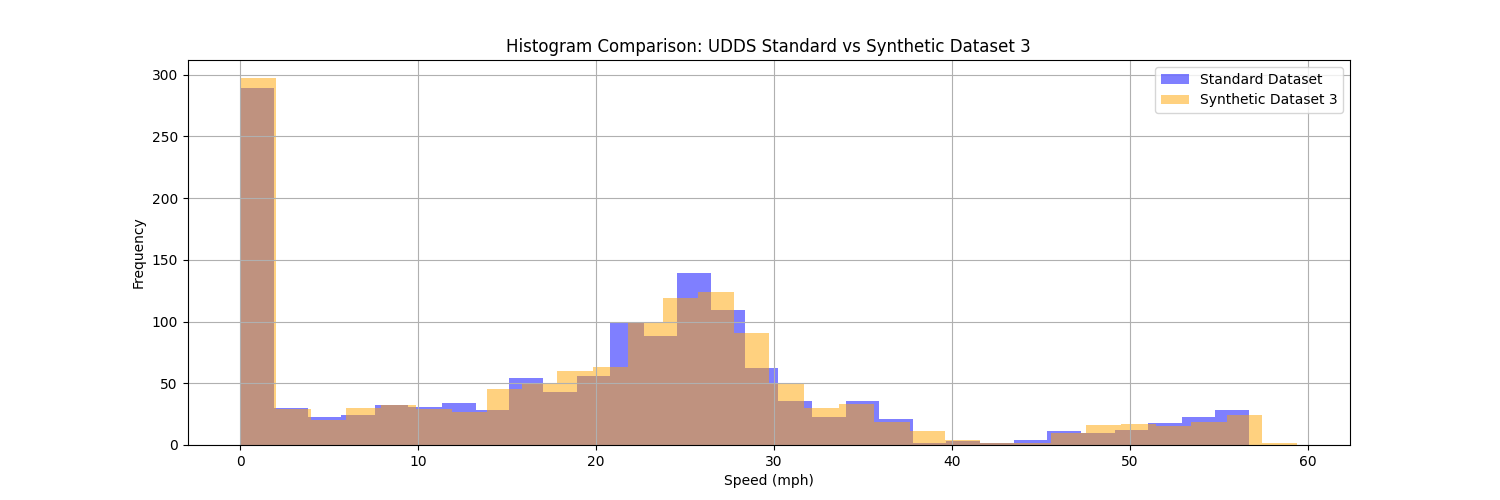 Histogram Comparison: UDDS Standard vs Synthetic Dataset 3
Standard Dataset
Synthetic Dataset 3
Frequency
300
250
200
150
100
50
0
0 10 20 30 40 50 60
Speed (mph)